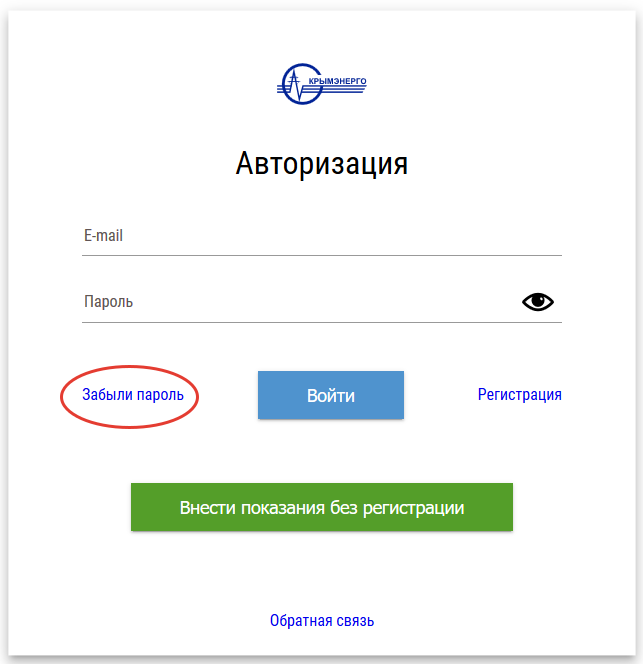 КРЫМЭНЕРГО
Авторизация
E-mail
Пароль
Забыли пароль
Войти
Регистрация
Внести показания без регистрации
Обратная связь